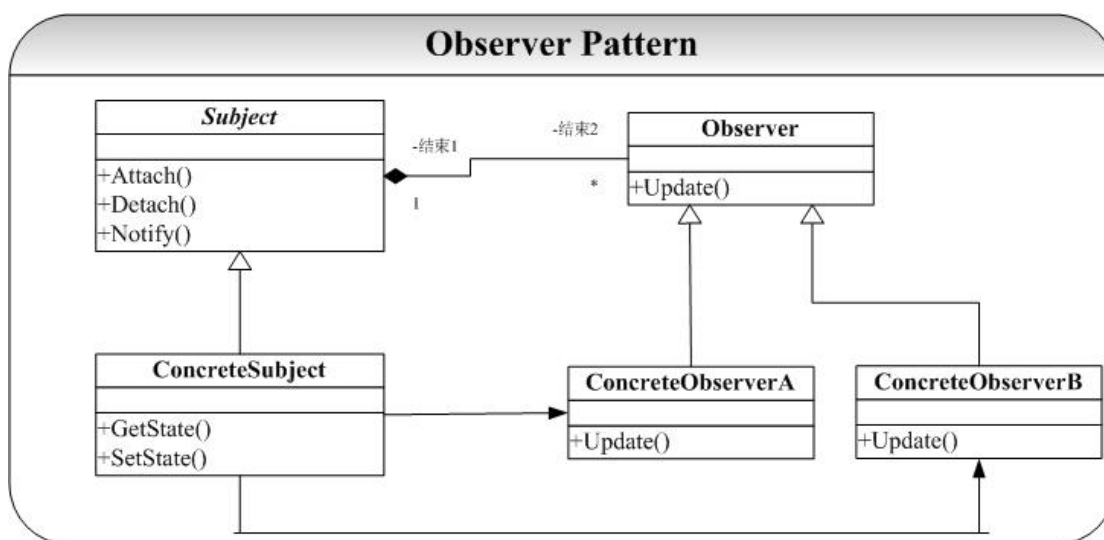 Observer Pattern
Subject
+Attach()
+Detach()
+Notify()
-结束1
1
-结束2
*
Observer
+Update()
ConcreteSubject
+GetState()
+SetState()
ConcreteObserverA
+Update()
ConcreteObserverB
+Update()